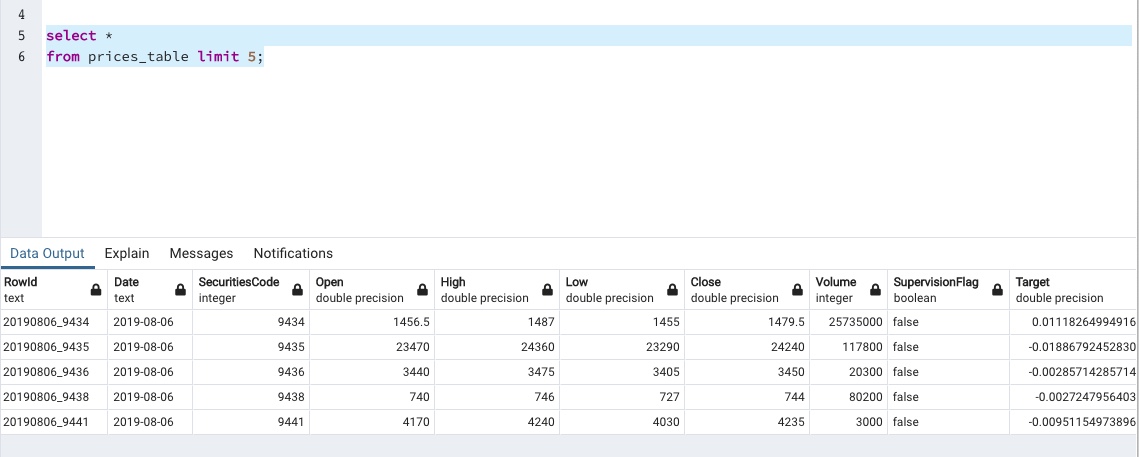 4
5 select *
6 from prices_table limit 5;
Data Output Explain Messages Notifications
RowId Date SecuritiesCode Open High Low Close Volume SupervisionFlag Target
text text integer double precision double precision double precision double precision integer boolean double precision
20190806_9434 2019-08-06 9434 1456.5 1487 1455 1479.5 25735000 false 0.01118264994916
20190806_9435 2019-08-06 9435 23470 24360 23290 24240 117800 false -0.01886792452830
20190806_9436 2019-08-06 9436 3440 3475 3405 3450 20300 false -0.00285714285714
20190806_9438 2019-08-06 9438 740 746 727 744 80200 false -0.0027247956403
20190806_9441 2019-08-06 9441 4170 4240 4030 4235 3000 false -0.00951154973896